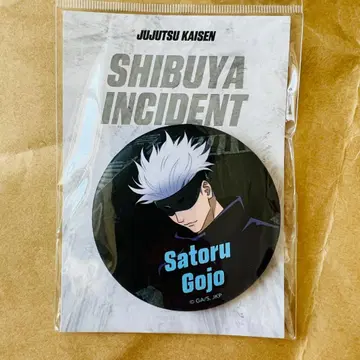 JUJUTSU KAISEN
SHIBUYA
INCIDENT
Satoru
Gojo
© GA/S, JKP